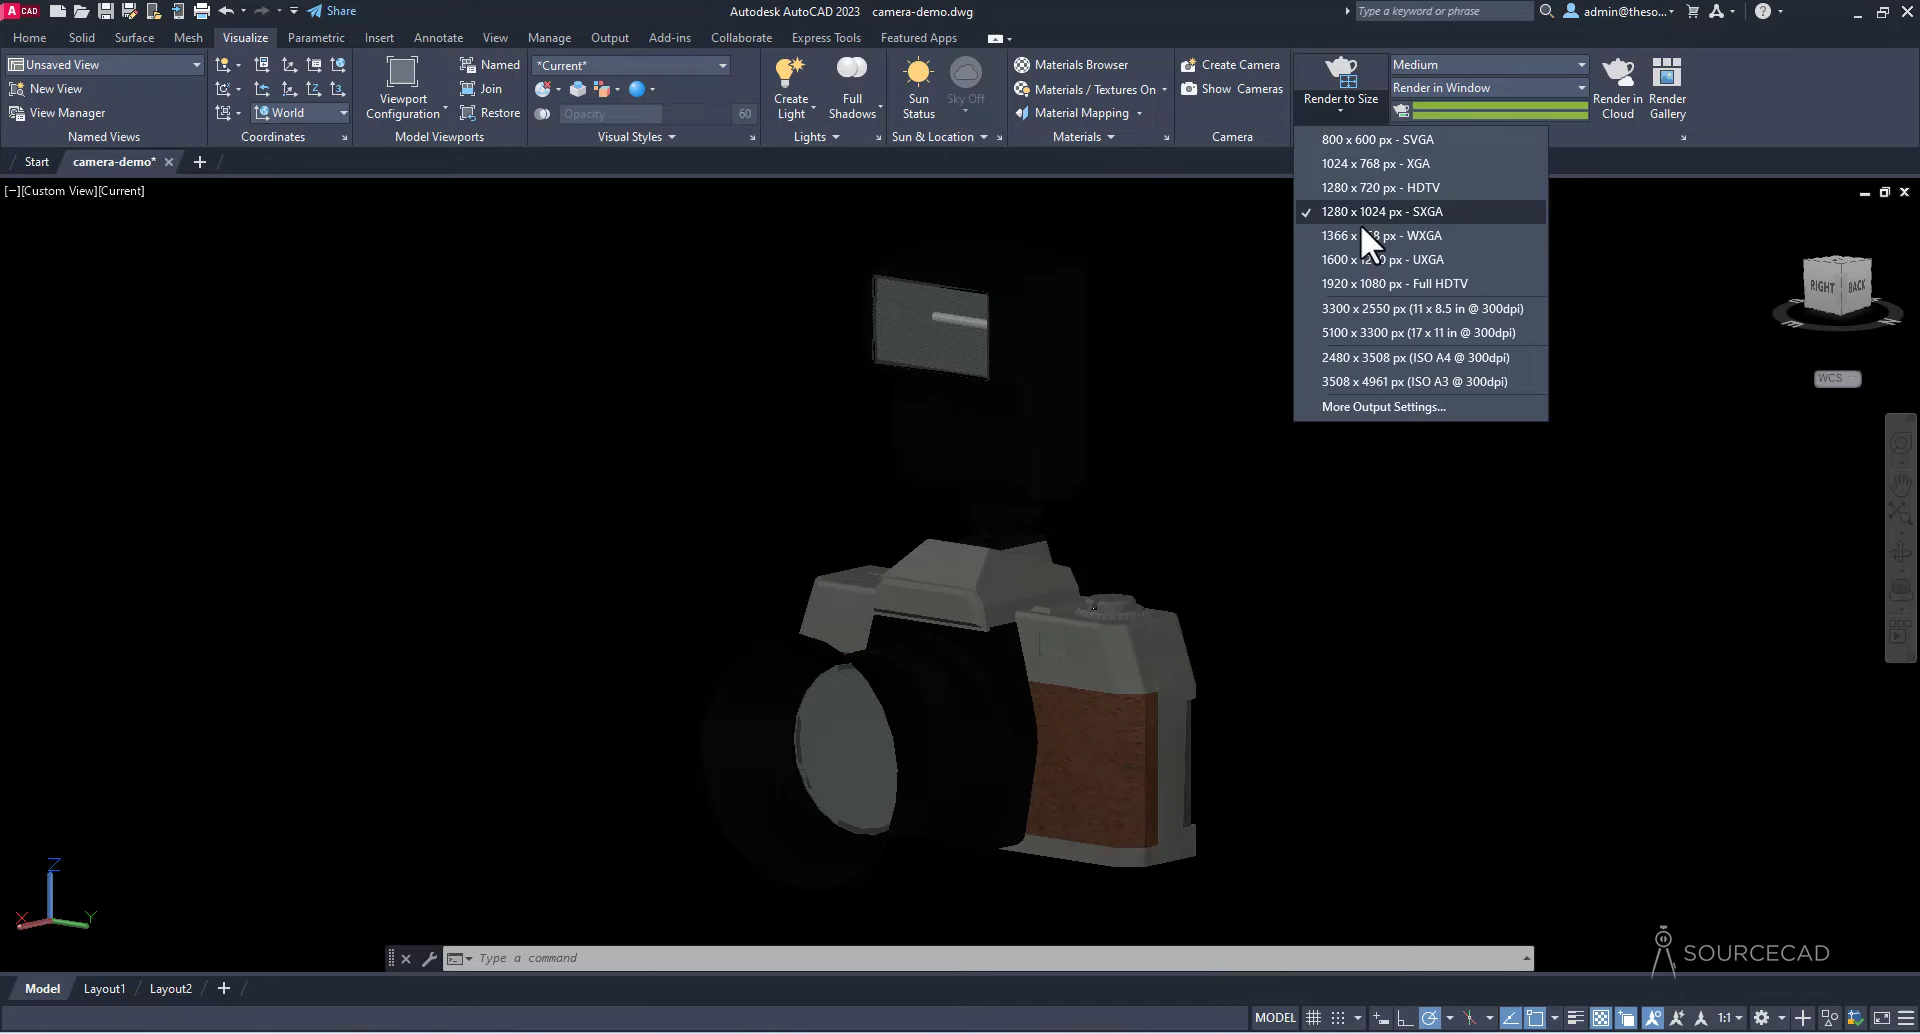 A CAD
Share
Autodesk AutoCAD 2023 camera-demo.dwg
Type a keyword or phrase
admin@theso...
Home Solid Surface Mesh Visualize Parametric Insert Annotate View Manage Output Add-ins Collaborate Express Tools Featured Apps
Unsaved View
New View
View Manager
Named Views
World
Coordinates
Viewport Configuration
Named
Join
Restore
Model Viewports
*Current*
Opacity 60
Visual Styles
Create Light
Full Shadows
Lights
Sun Status
Sky Off
Sun & Location
Materials Browser
Materials / Textures On
Material Mapping
Materials
Create Camera
Show Cameras
Camera
Render to Size
Medium
Render in Window
Render in Cloud
Render Gallery
Start
camera-demo*
[−][Custom View][Current]
800 x 600 px - SVGA
1024 x 768 px - XGA
1280 x 720 px - HDTV
1280 x 1024 px - SXGA
1366 x 8 px - WXGA
1600 x 1 0 px - UXGA
1920 x 1080 px - Full HDTV
3300 x 2550 px (11 x 8.5 in @ 300dpi)
5100 x 3300 px (17 x 11 in @ 300dpi)
2480 x 3508 px (ISO A4 @ 300dpi)
3508 x 4961 px (ISO A3 @ 300dpi)
More Output Settings...
RIGHT BACK
WCS
Z
X
Y
Type a command
SOURCECAD
Model Layout1 Layout2
MODEL
1:1